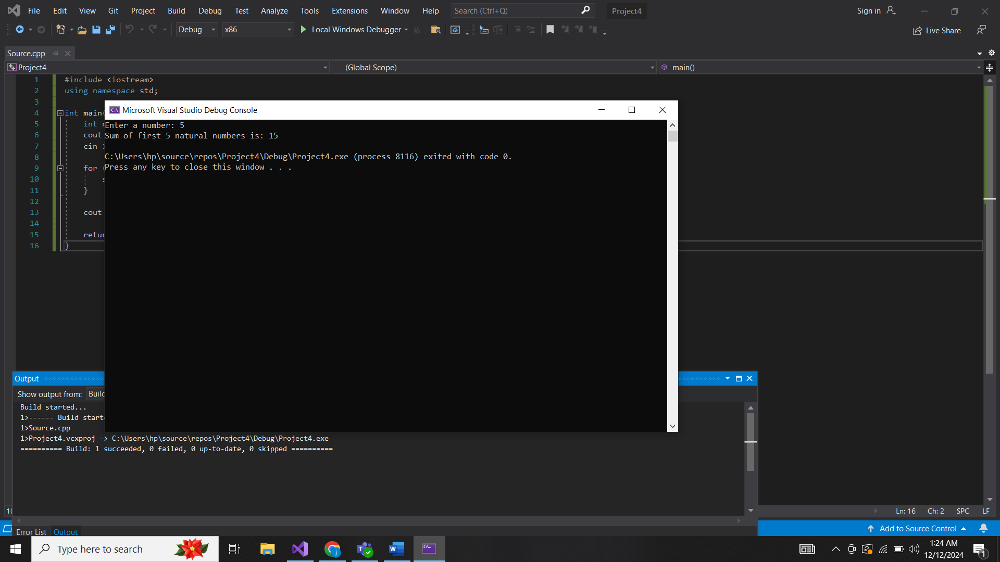 File Edit View Git Project Build Debug Test Analyze Tools Extensions Window Help Search (Ctrl+Q) Project4 Sign in
Debug x86 Local Windows Debugger Live Share
Source.cpp
Project4 (Global Scope) main()
1 #include <iostream>
2 using namespace std;
3
4 int main(
5 int
6 cout
7 cin >
8
9 for (
10 s
11 }
12
13 cout
14
15 retur
16 }
Microsoft Visual Studio Debug Console
Enter a number: 5
Sum of first 5 natural numbers is: 15
C:\Users\hp\source\repos\Project4\Debug\Project4.exe (process 8116) exited with code 0.
Press any key to close this window . . .
Output
Show output from: Build
Build started...
1>------ Build starte
1>Source.cpp
1>Project4.vcxproj -> C:\Users\hp\source\repos\Project4\Debug\Project4.exe
========== Build: 1 succeeded, 0 failed, 0 up-to-date, 0 skipped ==========
Ln: 16 Ch: 2 SPC LF
Error List Output
Add to Source Control
Type here to search
1:24 AM
12/12/2024
1